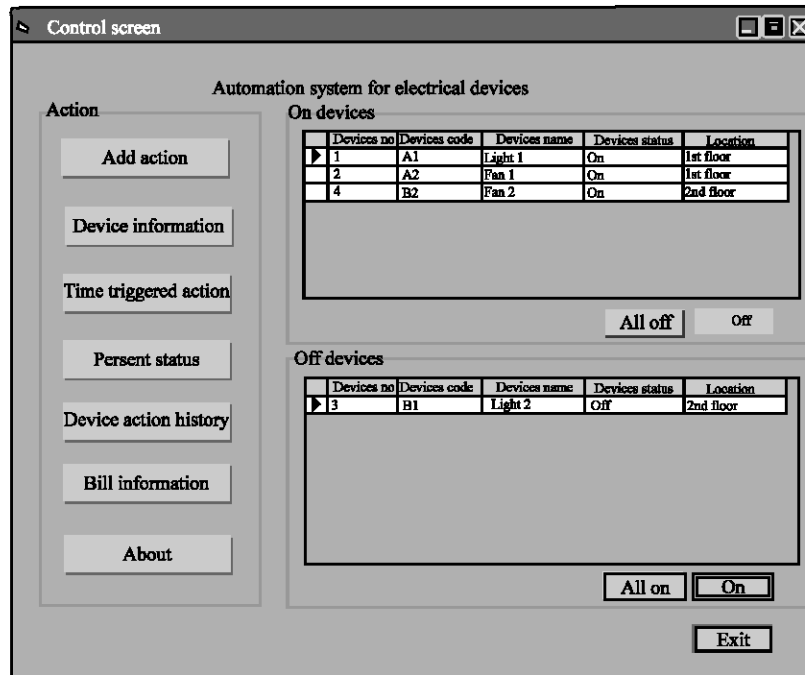 Control screen
Automation system for electrical devices
Action
Add action
Device information
Time triggered action
Persent status
Device action history
Bill information
About
On devices
Devices no Devices code Devices name Devices status Location
1 A1 Light 1 On 1st floor
2 A2 Fan 1 On 1st floor
4 B2 Fan 2 On 2nd floor
All off Off
Off devices
Devices no Devices code Devices name Devices status Location
3 B1 Light 2 Off 2nd floor
All on On
Exit